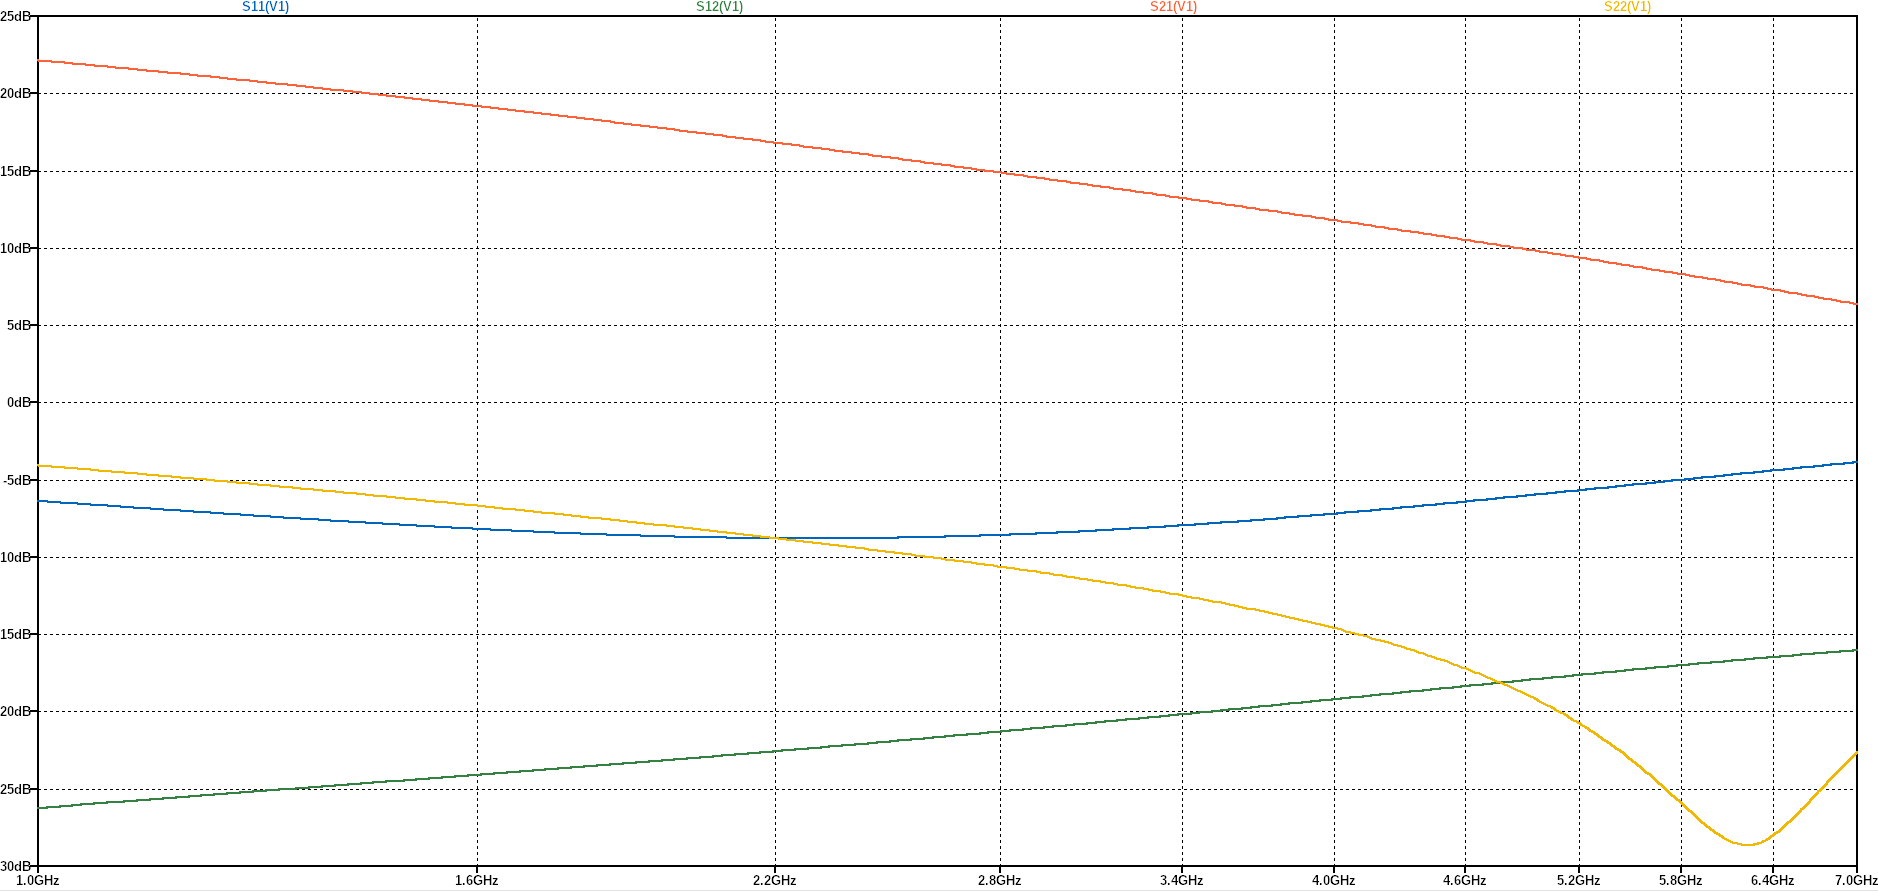 S11(V1) S12(V1) S21(V1) S22(V1)
25dB
20dB
15dB
10dB
5dB
0dB
-5dB
10dB
15dB
20dB
25dB
30dB
1.0GHz 1.6GHz 2.2GHz 2.8GHz 3.4GHz 4.0GHz 4.6GHz 5.2GHz 5.8GHz 6.4GHz 7.0GHz